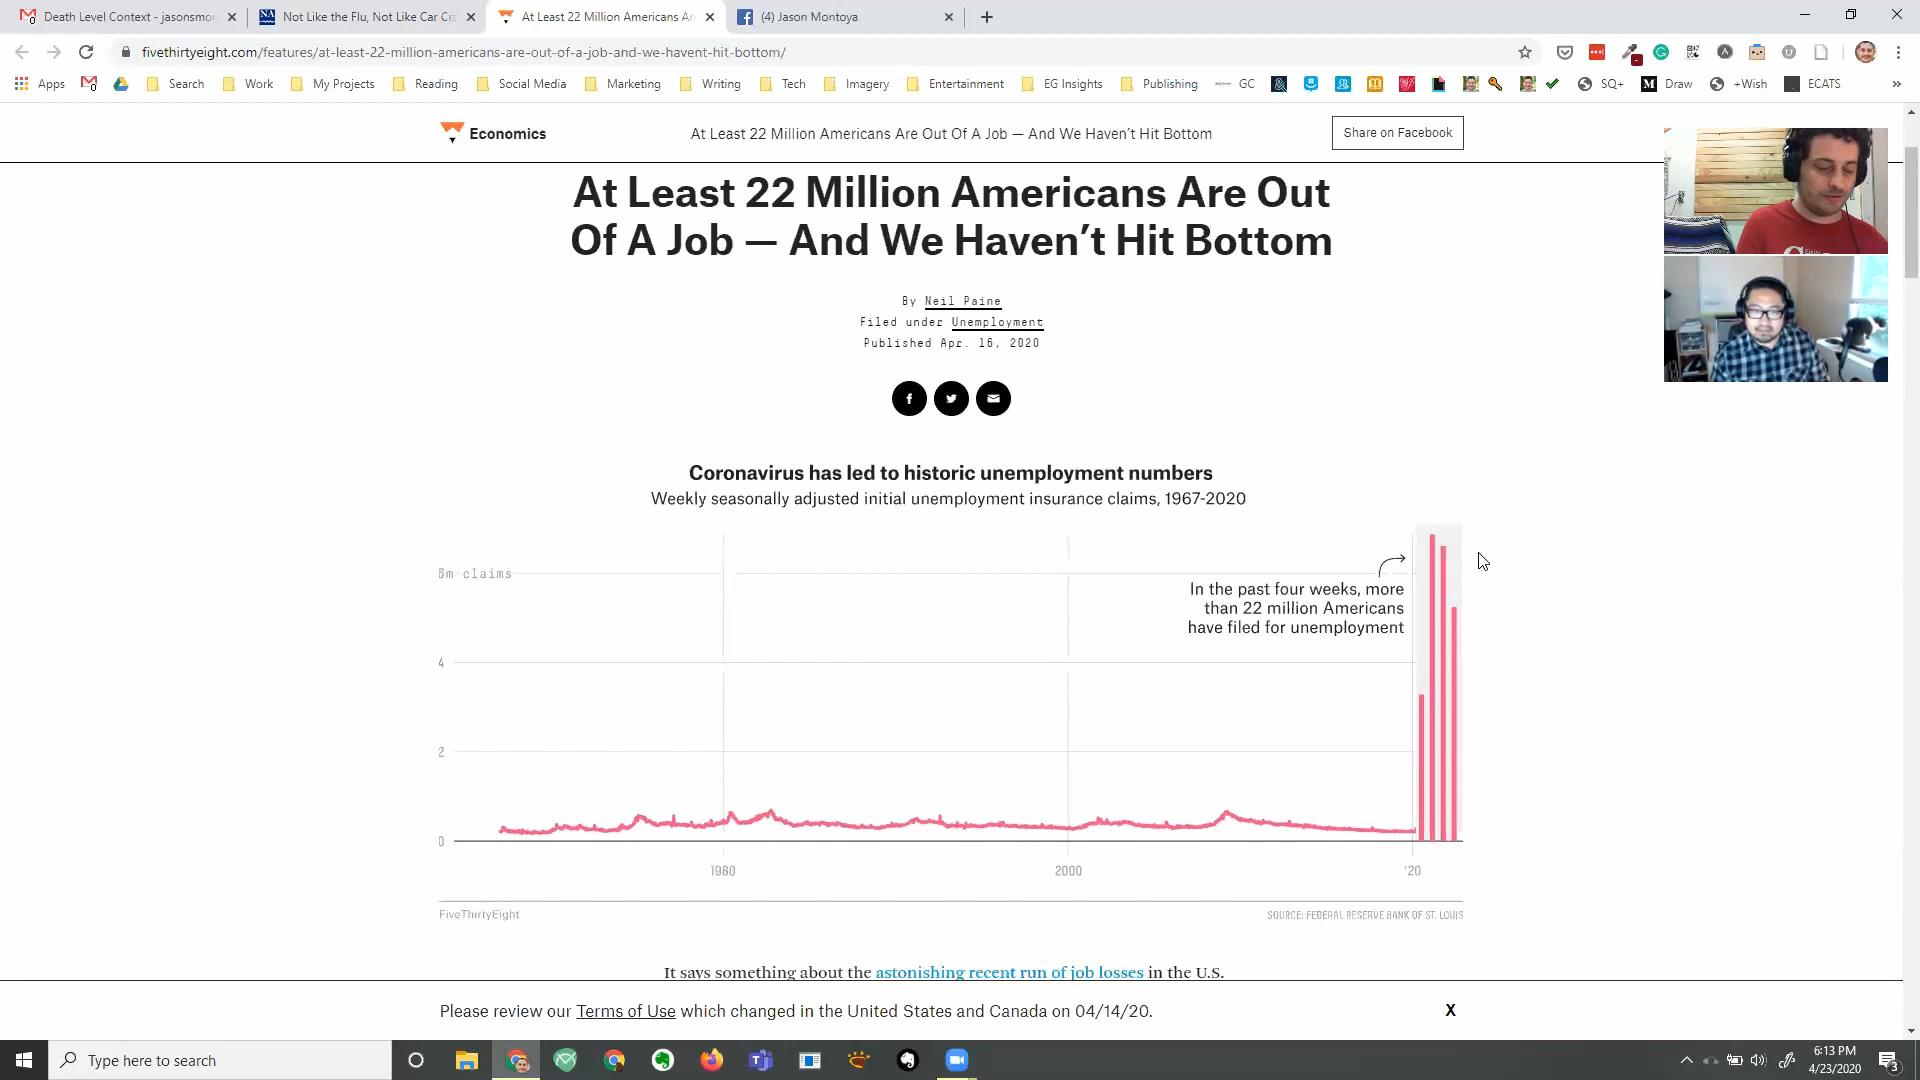 Death Level Context - jasonsmo
Not Like the Flu, Not Like Car Cra
At Least 22 Million Americans Are
(4) Jason Montoya
fivethirtyeight.com/features/at-least-22-million-americans-are-out-of-a-job-and-we-havent-hit-bottom/
Apps
Search
Work
My Projects
Reading
Social Media
Marketing
Writing
Tech
Imagery
Entertainment
EG Insights
Publishing
GC
SQ+
Draw
+Wish
ECATS
»
Economics
At Least 22 Million Americans Are Out Of A Job — And We Haven't Hit Bottom
Share on Facebook
At Least 22 Million Americans Are Out
Of A Job — And We Haven't Hit Bottom
By Neil Paine
Filed under Unemployment
Published Apr. 16, 2020
Coronavirus has led to historic unemployment numbers
Weekly seasonally adjusted initial unemployment insurance claims, 1967-2020
6m claims
In the past four weeks, more
than 22 million Americans
have filed for unemployment
4
2
0
1980
2000
'20
FiveThirtyEight
SOURCE: FEDERAL RESERVE BANK OF ST. LOUIS
It says something about the astonishing recent run of job losses in the U.S.
Please review our Terms of Use which changed in the United States and Canada on 04/14/20.
X
Type here to search
6:13 PM
4/23/2020
3